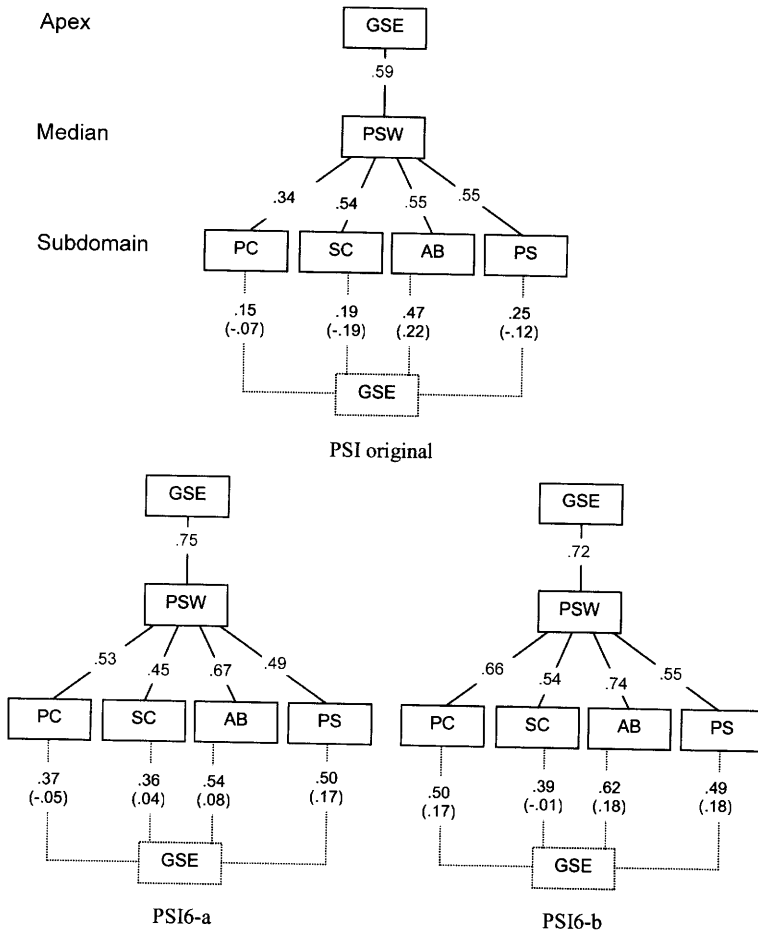 Apex
GSE
.59
Median
PSW
.34 .54 .55 .55
Subdomain
PC SC AB PS
.15 .19 .47 .25
(-.07) (-.19) (.22) (-.12)
GSE
PSI original
GSE
.75
PSW
.53 .45 .67 .49
PC SC AB PS
.37 .36 .54 .50
(-.05) (.04) (.08) (.17)
GSE
PSI6-a
GSE
.72
PSW
.66 .54 .74 .55
PC SC AB PS
.50 .39 .62 .49
(.17) (-.01) (.18) (.18)
GSE
PSI6-b